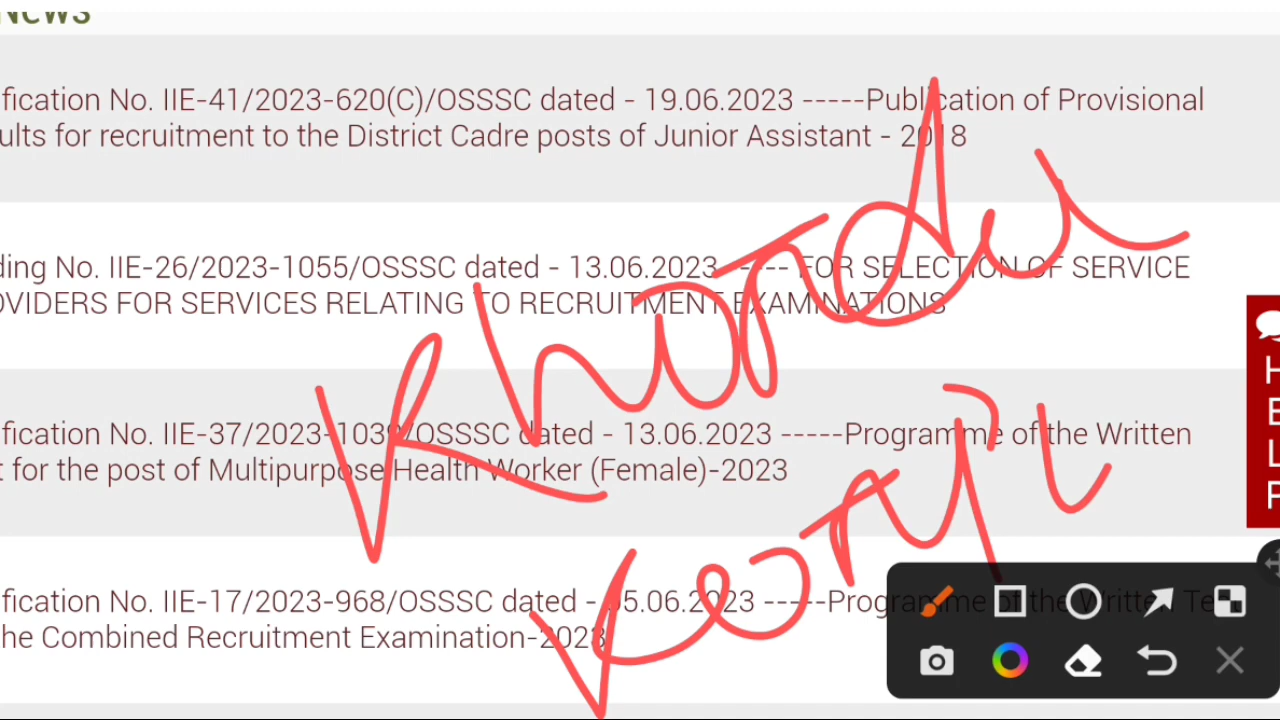 News
fication No. IIE-41/2023-620(C)/OSSSC dated - 19.06.2023 -----Publication of Provisional
ults for recruitment to the District Cadre posts of Junior Assistant - 2018
ding No. IIE-26/2023-1055/OSSSC dated - 13.06.2023 ----- FOR SELECTION OF SERVICE
OVIDERS FOR SERVICES RELATING TO RECRUITMENT EXAMINATIONS
fication No. IIE-37/2023-1039/OSSSC dated - 13.06.2023 -----Programme of the Written
t for the post of Multipurpose Health Worker (Female)-2023
fication No. IIE-17/2023-968/OSSSC dated - 05.06.2023 -----Programme of the Written Test
he Combined Recruitment Examination-2023
Khorda
HELP